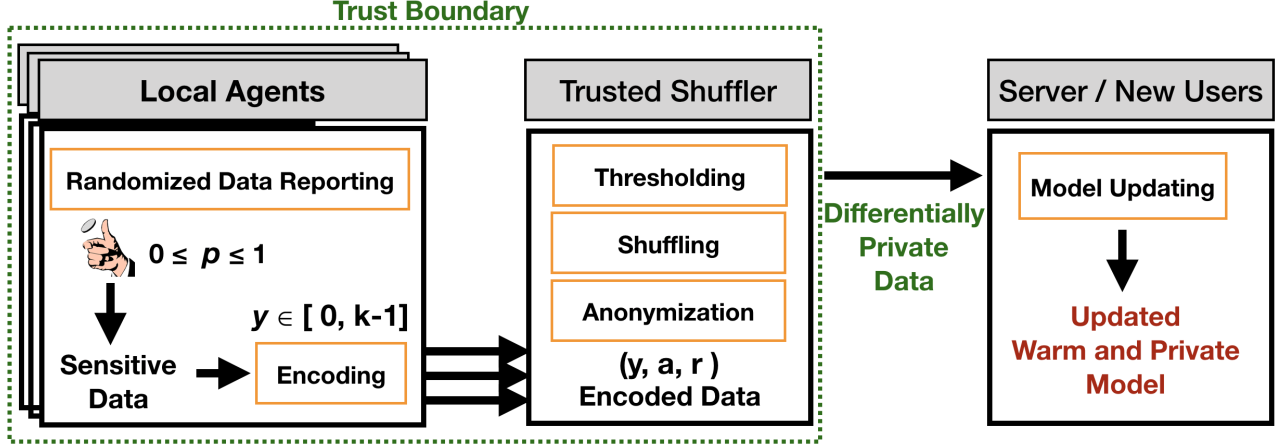 Trust Boundary
Local Agents
Randomized Data Reporting
0 ≤ p ≤ 1
y ∈ [ 0, k-1]
Sensitive
Data
Encoding
Trusted Shuffler
Thresholding
Shuffling
Anonymization
(y, a, r )
Encoded Data
Differentially
Private
Data
Server / New Users
Model Updating
Updated
Warm and Private
Model